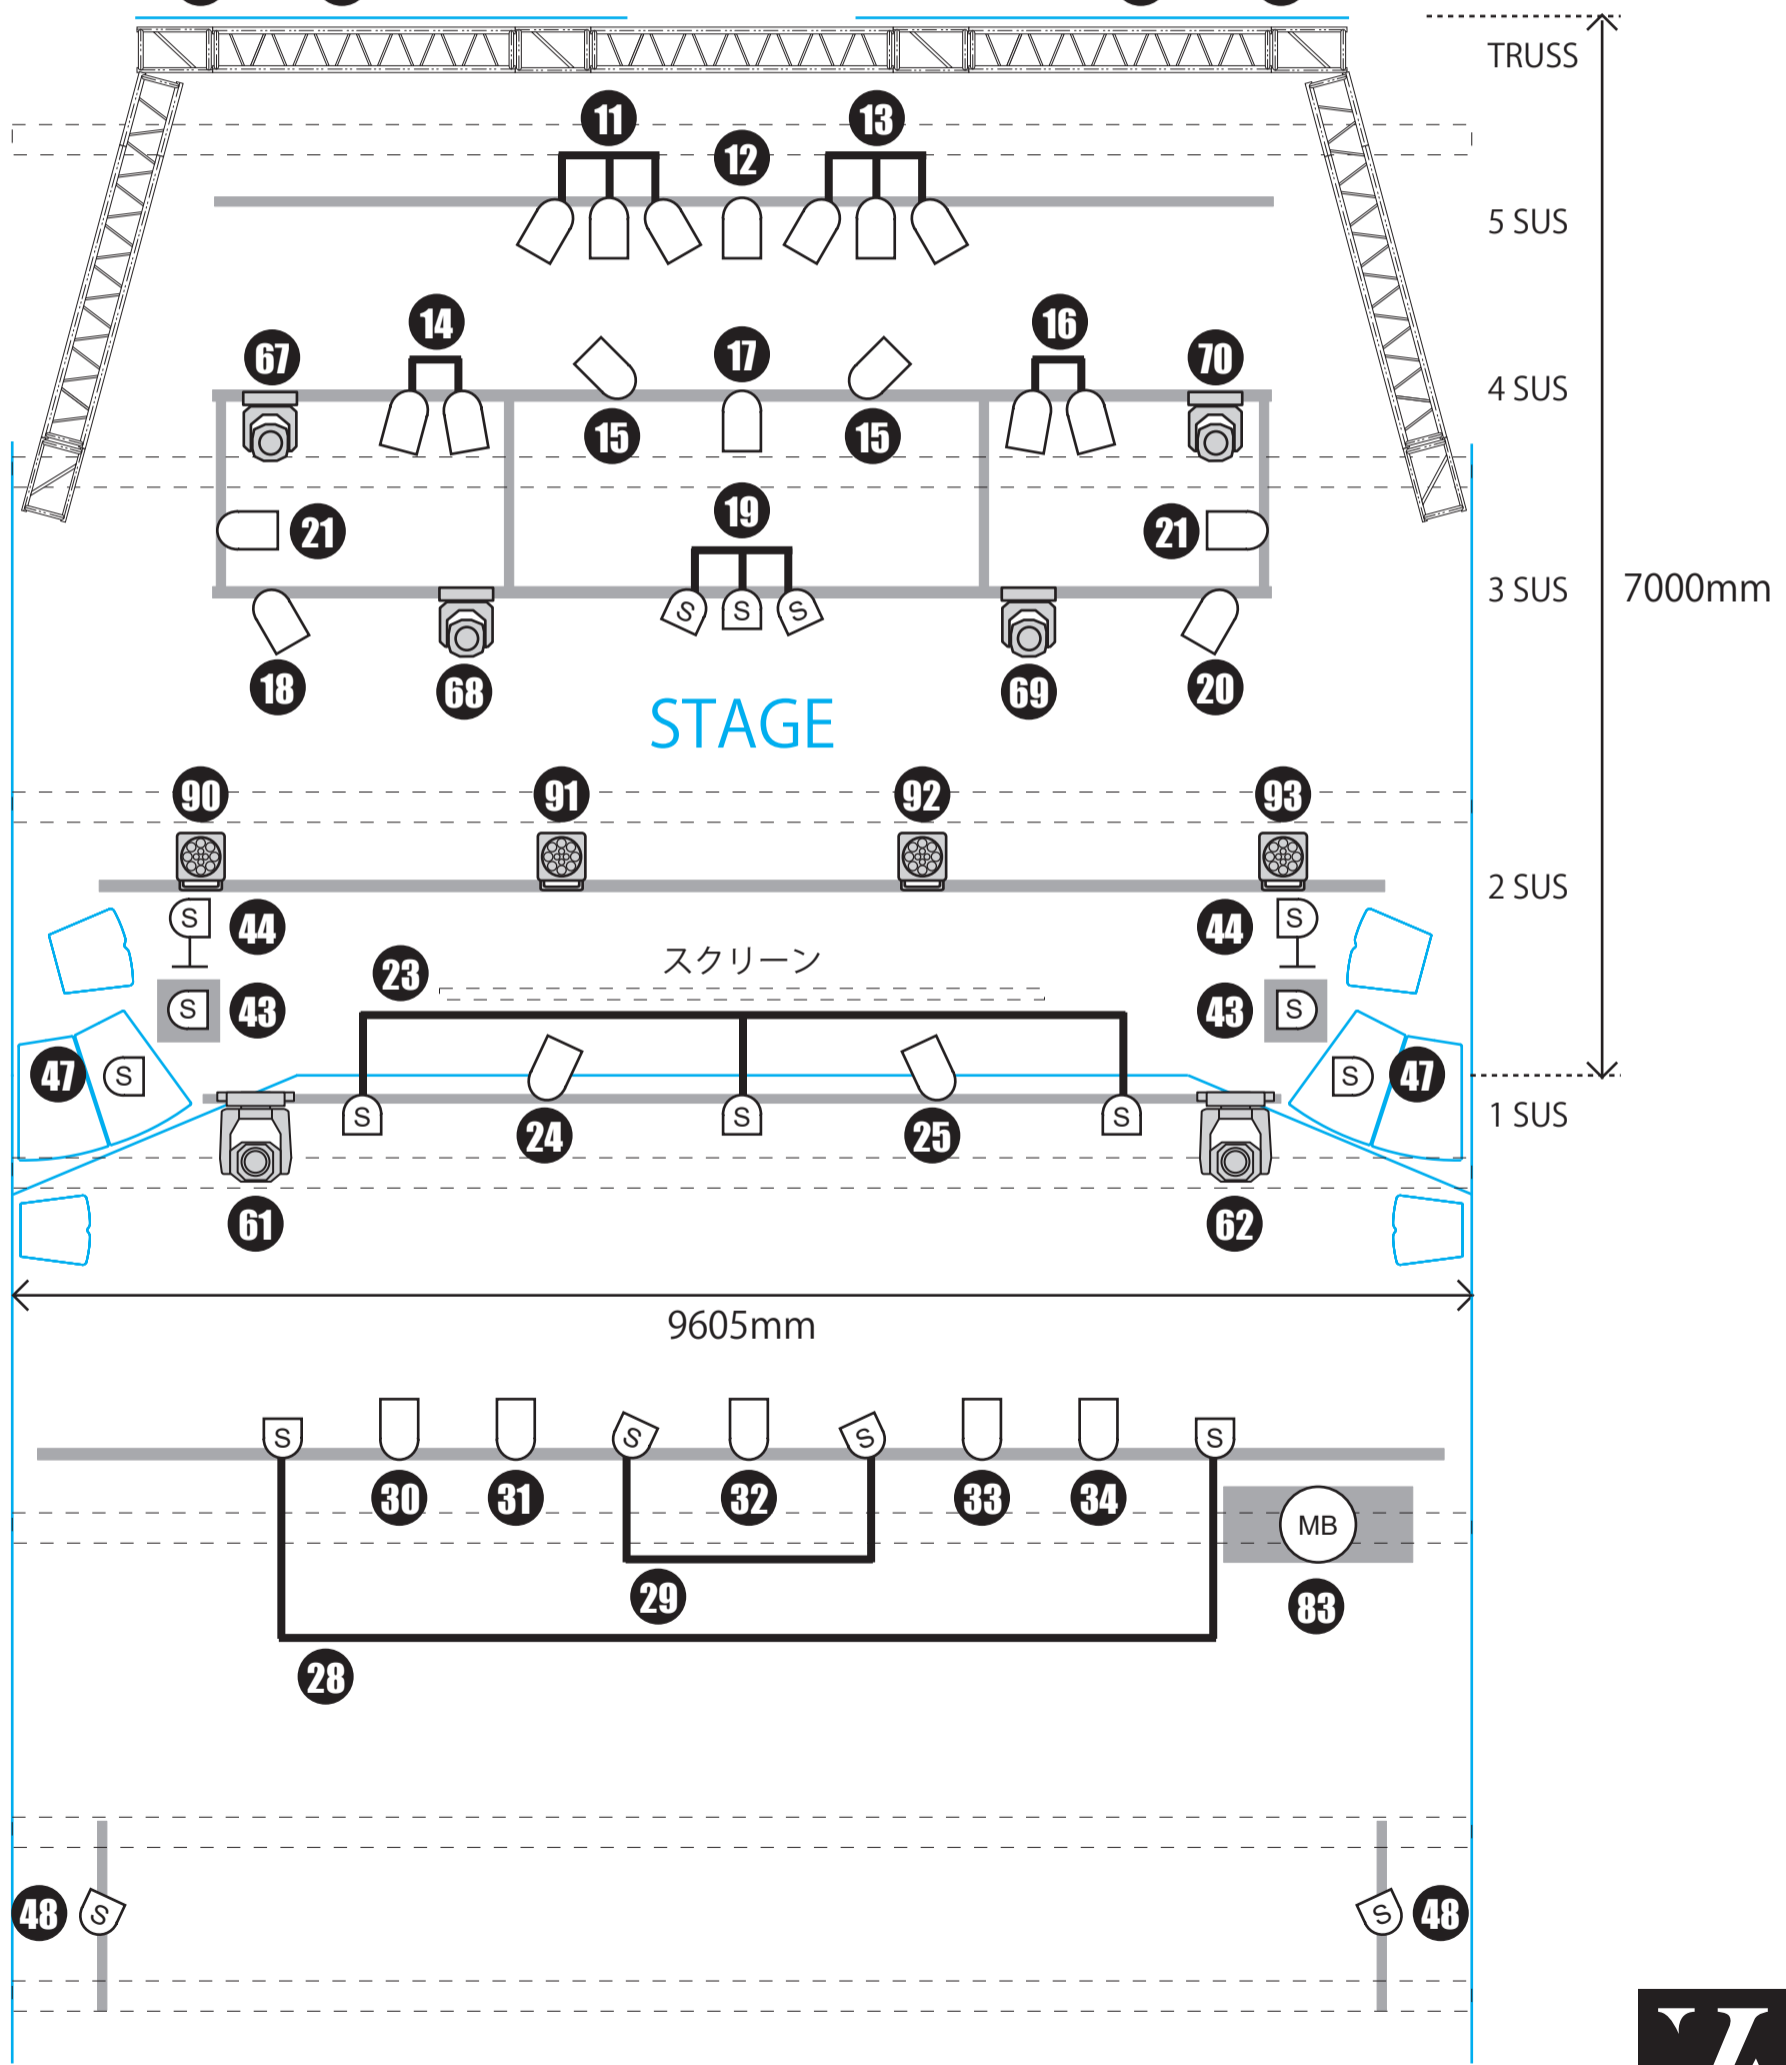 TRUSS
11 13
12
5 SUS
14 16
67 17 70
4 SUS
15 15
19
21 21
3 SUS 7000mm
S S S
18 68 69 20
STAGE
90 91 92 93
2 SUS
S 44 44 S
スクリーン
23
S 43 43 S
47 S S 47
1 SUS
S S S
24 25
61 62
9605mm
S S S S
30 31 32 33 34
MB
29 83
28
48 S S 48